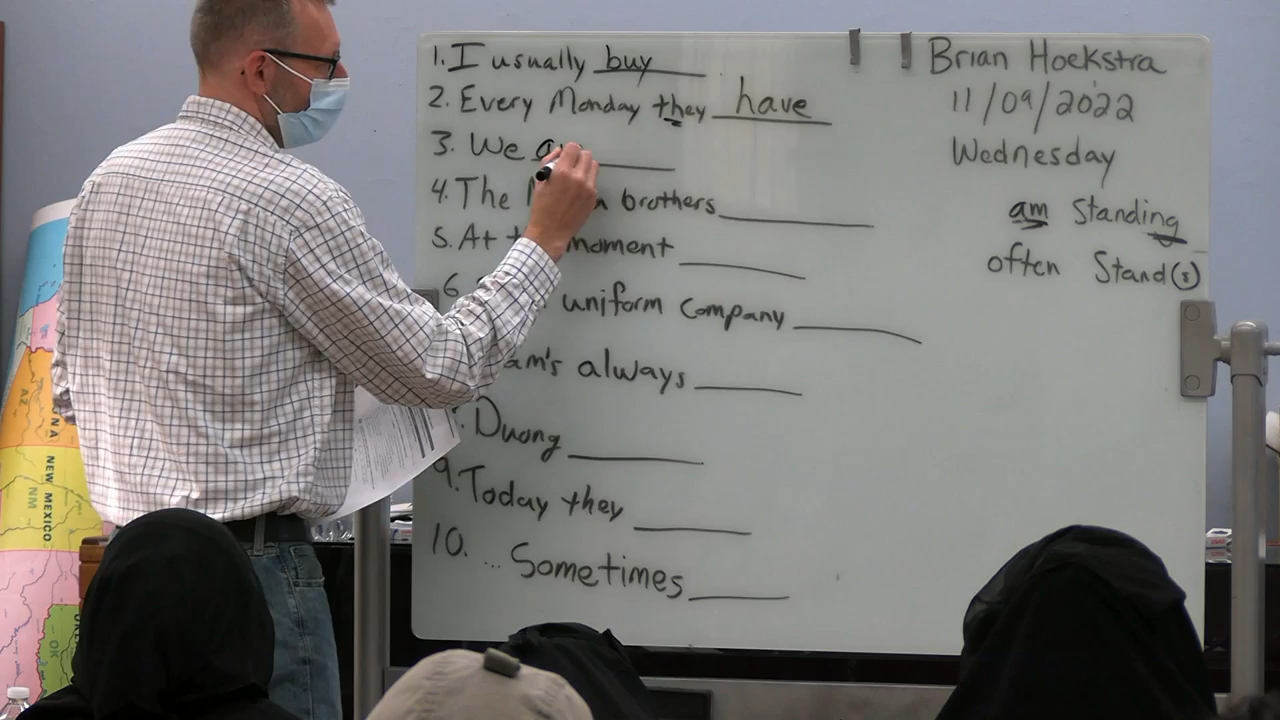 1. I usually buy
2. Every Monday they have
3. We
4. The brothers
5. At moment
6 uniform company
always
Duong
9. Today they
10. ... Sometimes
Brian Hoekstra
11/09/2022
Wednesday
am Standing
often Stand(s)
AZ
NEW MEXICO
NM
OK